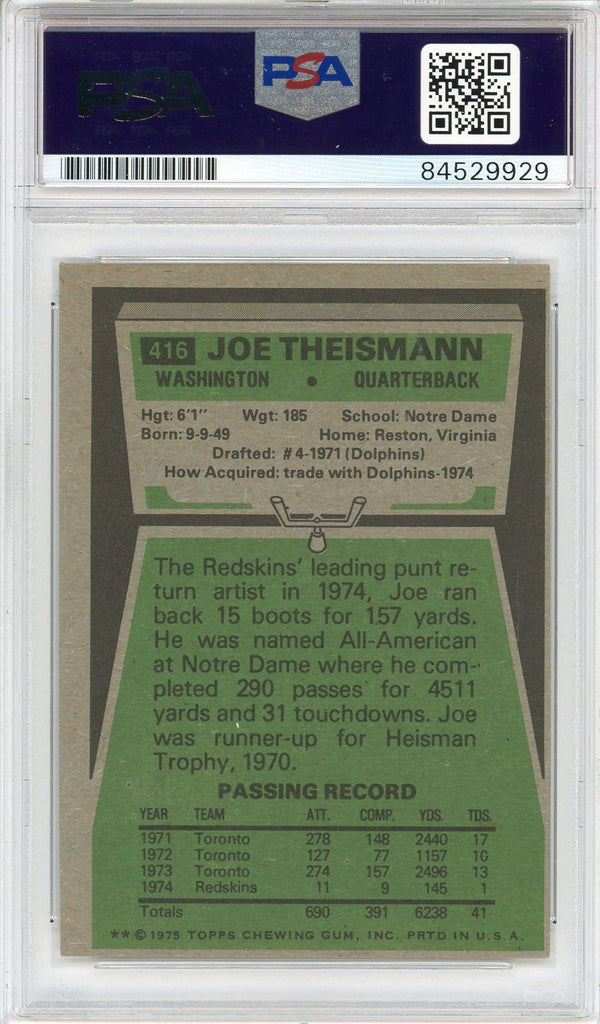 PSA
PSA
84529929
416 JOE THEISMANN
WASHINGTON • QUARTERBACK
Hgt: 6'1" Wgt: 185 School: Notre Dame
Born: 9-9-49 Home: Reston, Virginia
Drafted: #4-1971 (Dolphins)
How Acquired: trade with Dolphins-1974
The Redskins' leading punt re-
turn artist in 1974, Joe ran
back 15 boots for 157 yards.
He was named All-American
at Notre Dame where he com-
pleted 290 passes for 4511
yards and 31 touchdowns. Joe
was runner-up for Heisman
Trophy, 1970.
PASSING RECORD
YEAR TEAM ATT. COMP. YDS. TDS.
1971 Toronto 278 148 2440 17
1972 Toronto 127 77 1157 10
1973 Toronto 274 157 2496 13
1974 Redskins 11 9 145 1
Totals 690 391 6238 41
** © 1975 TOPPS CHEWING GUM, INC. PRTD IN U.S.A.